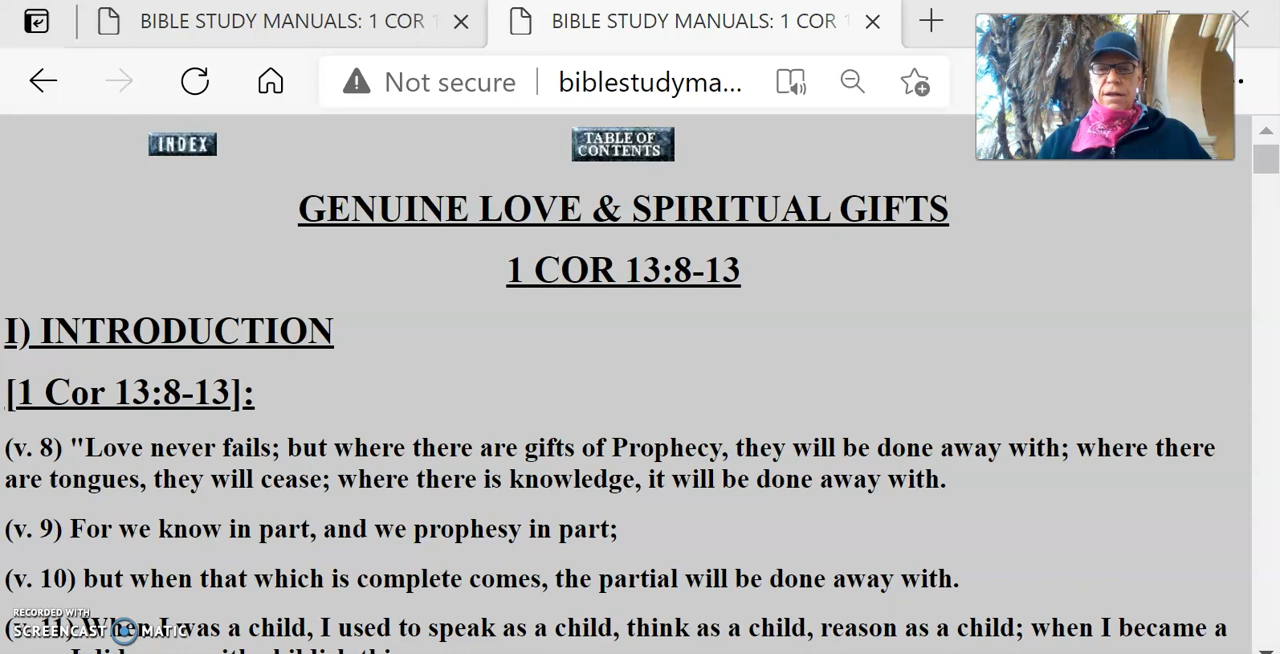 BIBLE STUDY MANUALS: 1 COR 1
BIBLE STUDY MANUALS: 1 COR 1
Not secure
biblestudyma...
INDEX
TABLE OF
CONTENTS
GENUINE LOVE & SPIRITUAL GIFTS
1 COR 13:8-13
I) INTRODUCTION
[1 Cor 13:8-13]:
(v. 8) "Love never fails; but where there are gifts of Prophecy, they will be done away with; where there
are tongues, they will cease; where there is knowledge, it will be done away with.
(v. 9) For we know in part, and we prophesy in part;
(v. 10) but when that which is complete comes, the partial will be done away with.
RECORDED WITH
SCREENCAST MATIC
(v. 11) When I was a child, I used to speak as a child, think as a child, reason as a child; when I became a